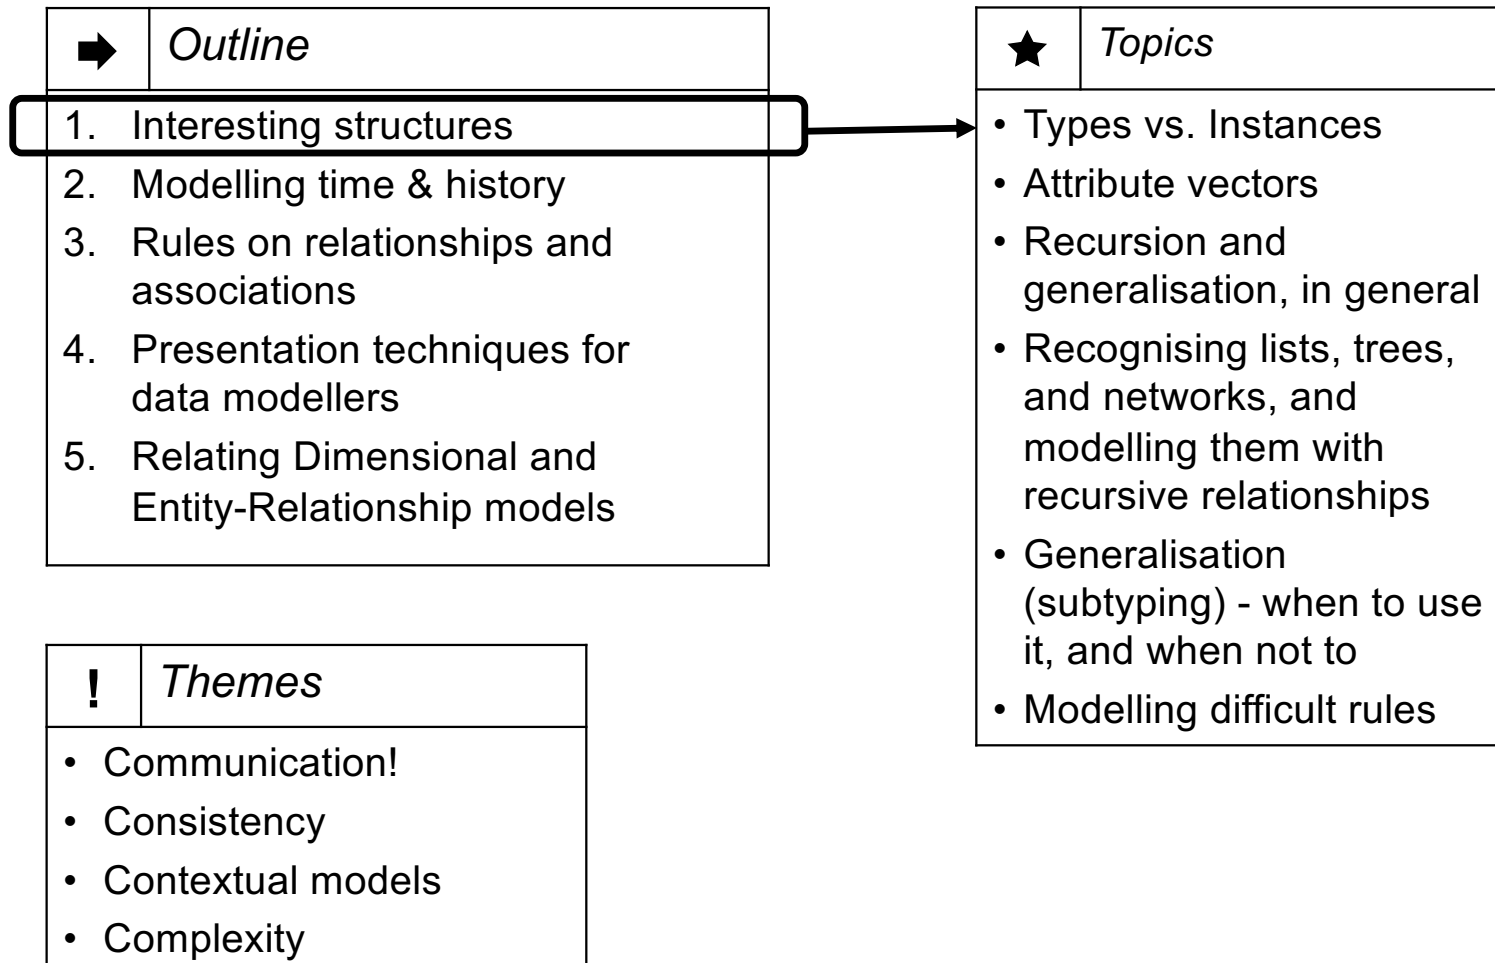 Outline
1. Interesting structures
2. Modelling time & history
3. Rules on relationships and
associations
4. Presentation techniques for
data modellers
5. Relating Dimensional and
Entity-Relationship models
Topics
• Types vs. Instances
• Attribute vectors
• Recursion and
generalisation, in general
• Recognising lists, trees,
and networks, and
modelling them with
recursive relationships
• Generalisation
(subtyping) - when to use
it, and when not to
• Modelling difficult rules
! Themes
• Communication!
• Consistency
• Contextual models
• Complexity